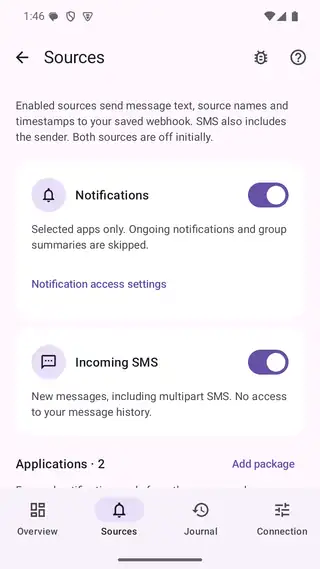 1:46
Sources
Enabled sources send message text, source names and
timestamps to your saved webhook. SMS also includes
the sender. Both sources are off initially.
Notifications
Selected apps only. Ongoing notifications and group
summaries are skipped.
Notification access settings
Incoming SMS
New messages, including multipart SMS. No access
to your message history.
Applications · 2
Add package
Overview
Sources
Journal
Connection